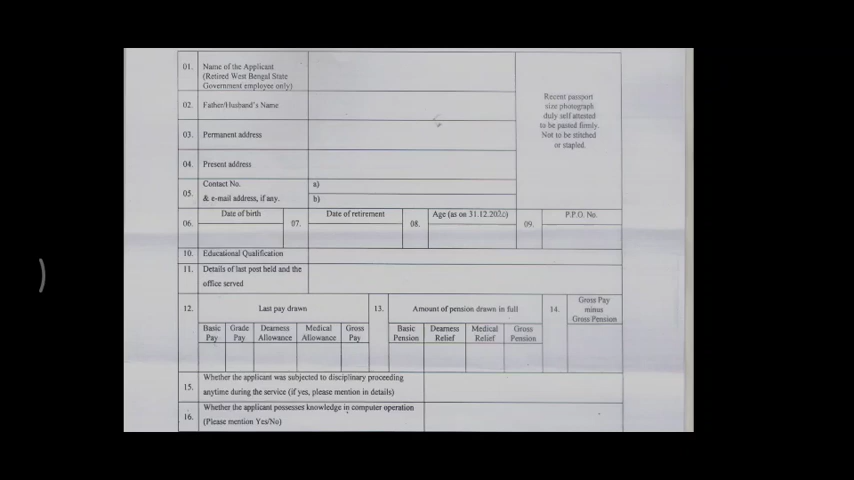 01. Name of the Applicant
(Retired West Bengal State
Government employee only)
Recent passport
size photograph
duly self attested
to be pasted firmly.
Not to be stitched
or stapled.
02. Father/Husband's Name
03. Permanent address
04. Present address
05. Contact No. a)
& e-mail address, if any. b)
06. Date of birth 07. Date of retirement 08. Age (as on 31.12. 09. P.P.O. No.
10. Educational Qualification
11. Details of last post held and the
office served
12. Last pay drawn 13. Amount of pension drawn in full 14. Gross Pay
minus
Gross Pension
Basic Pay Grade Pay Dearness Allowance Medical Allowance Gross Pay Basic Pension Dearness Relief Medical Relief Gross Pension
15. Whether the applicant was subjected to disciplinary proceeding
anytime during the service (if yes, please mention in details)
16. Whether the applicant possesses knowledge in computer operation
(Please mention Yes/No)